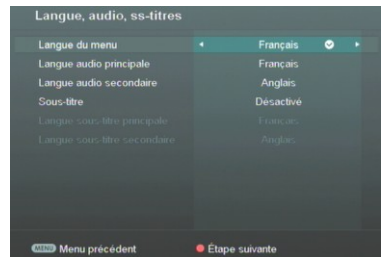 Langue, audio, ss-titres
Langue du menu Français
Langue audio principale Français
Langue audio secondaire Anglais
Sous-titre Désactivé
Langue sous-titre principale Français
Langue sous-titre secondaire Anglais
MENU Menu précédent Étape suivante